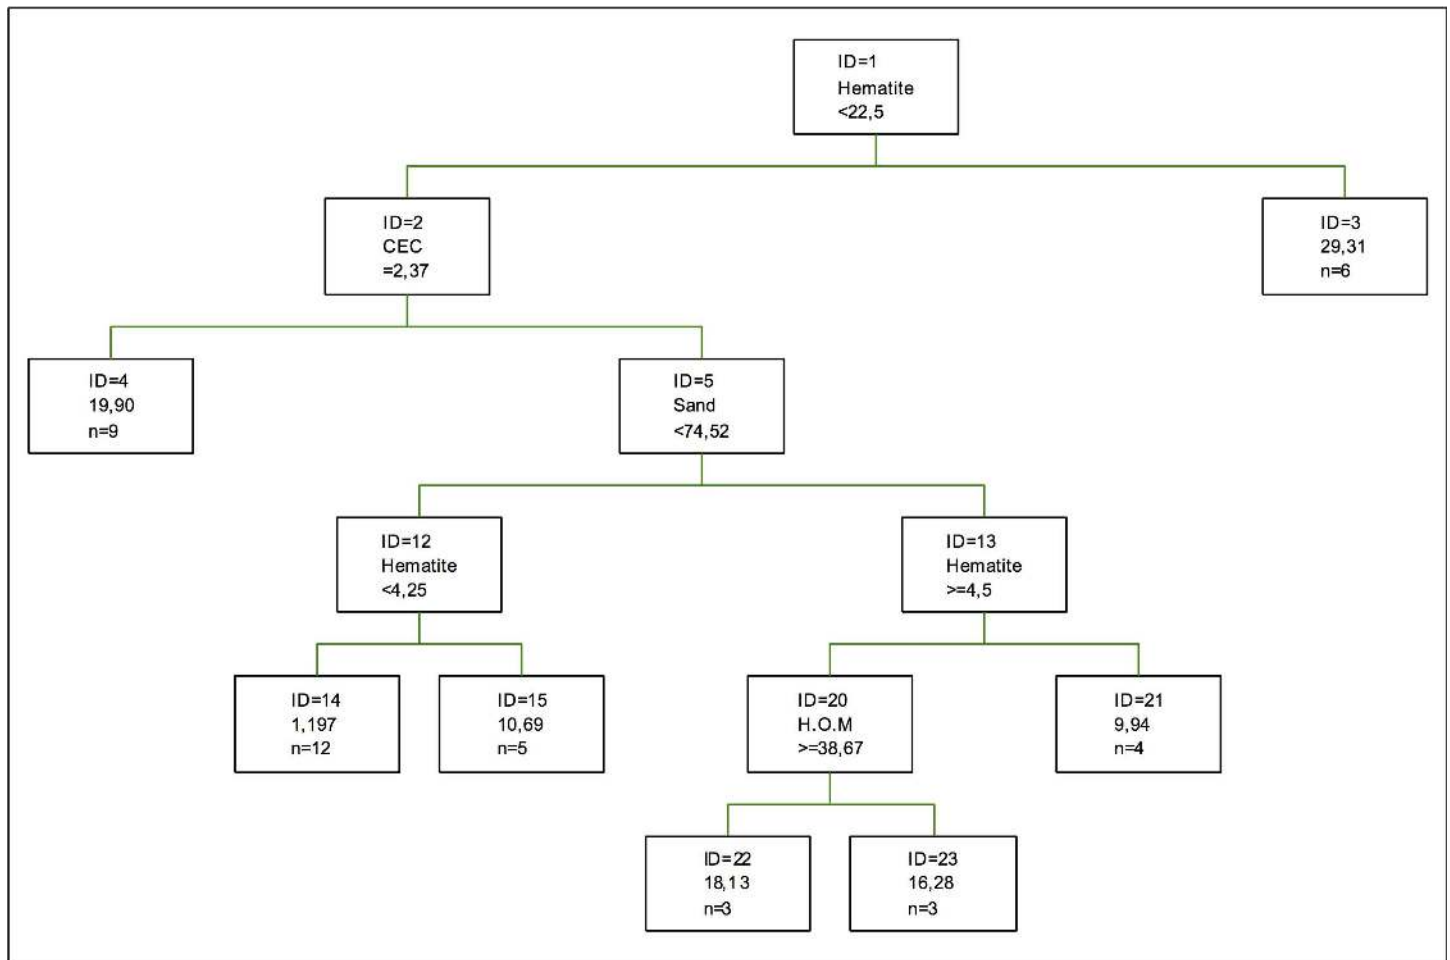 ID=1
Hematite
<22,5
ID=2
CEC
=2,37
ID=3
29,31
n=6
ID=4
19,90
n=9
ID=5
Sand
<74,52
ID=12
Hematite
<4,25
ID=13
Hematite
>=4,5
ID=14
1,197
n=12
ID=15
10,69
n=5
ID=20
H.O.M
>=38,67
ID=21
9,94
n=4
ID=22
18,13
n=3
ID=23
16,28
n=3